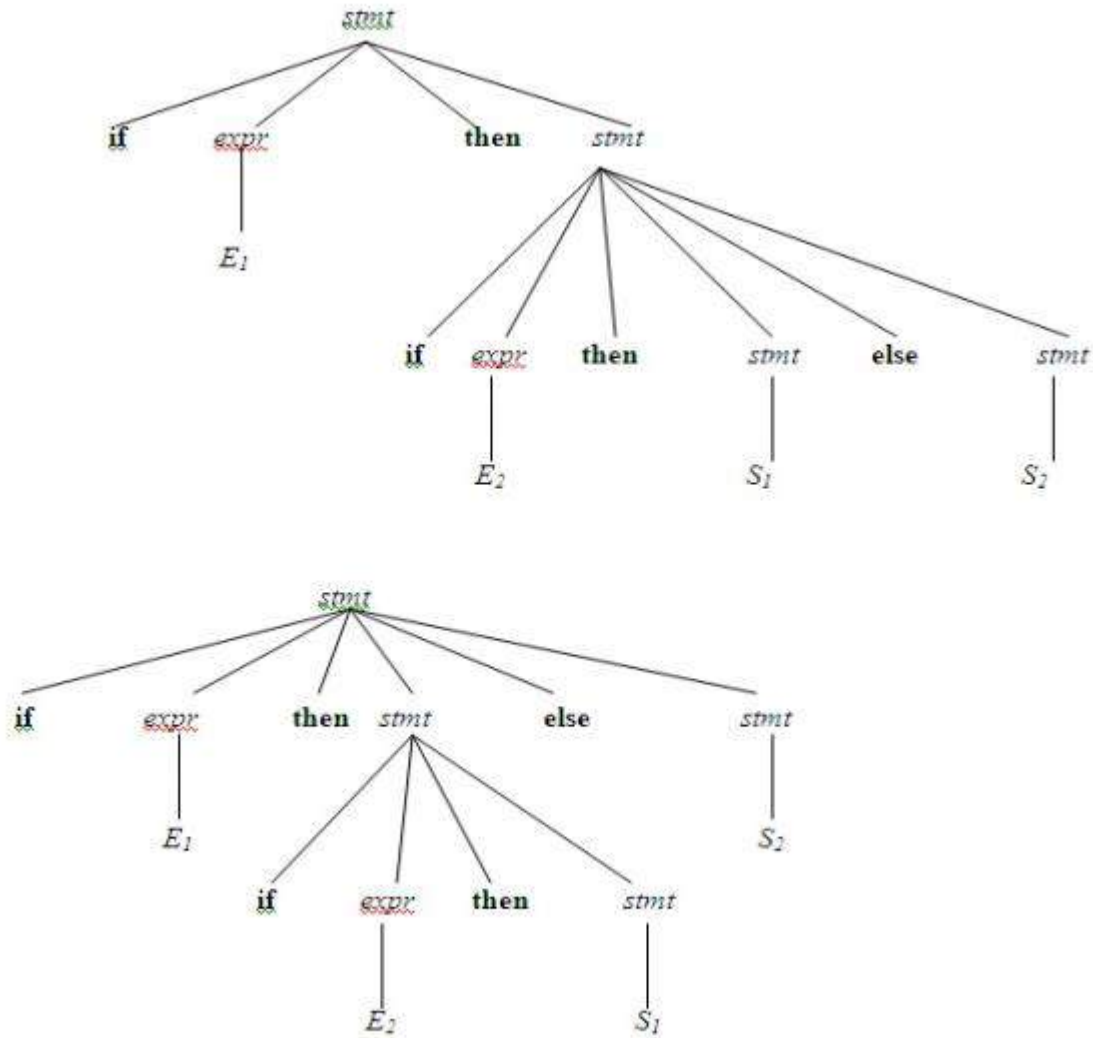 stmt
if expr then stmt
E₁
if expr then stmt else stmt
E₂ S₁ S₂
stmt
if expr then stmt else stmt
E₁ S₂
if expr then stmt
E₂ S₁